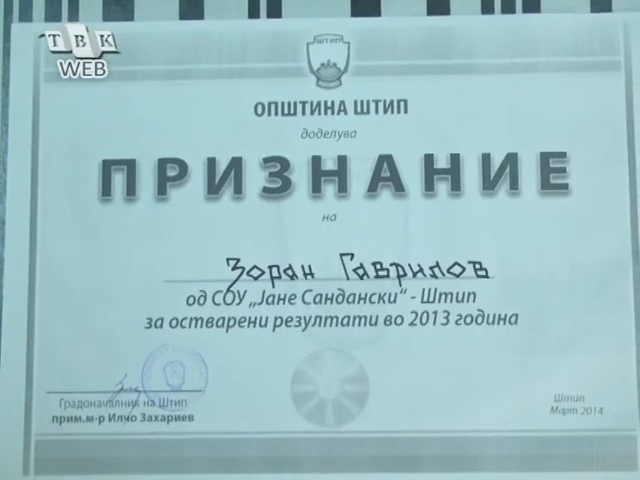 ТВК
WEB
ШТИП
ОПШТИНА ШТИП
доделува
ПРИЗНАНИЕ
на
Зоран Гаврилов
од СОУ „Јане Сандански“ - Штип
за остварени резултати во 2013 година
Градоначалник на Штип
прим.м-р Илчо Захариев
Штип
Март 2014